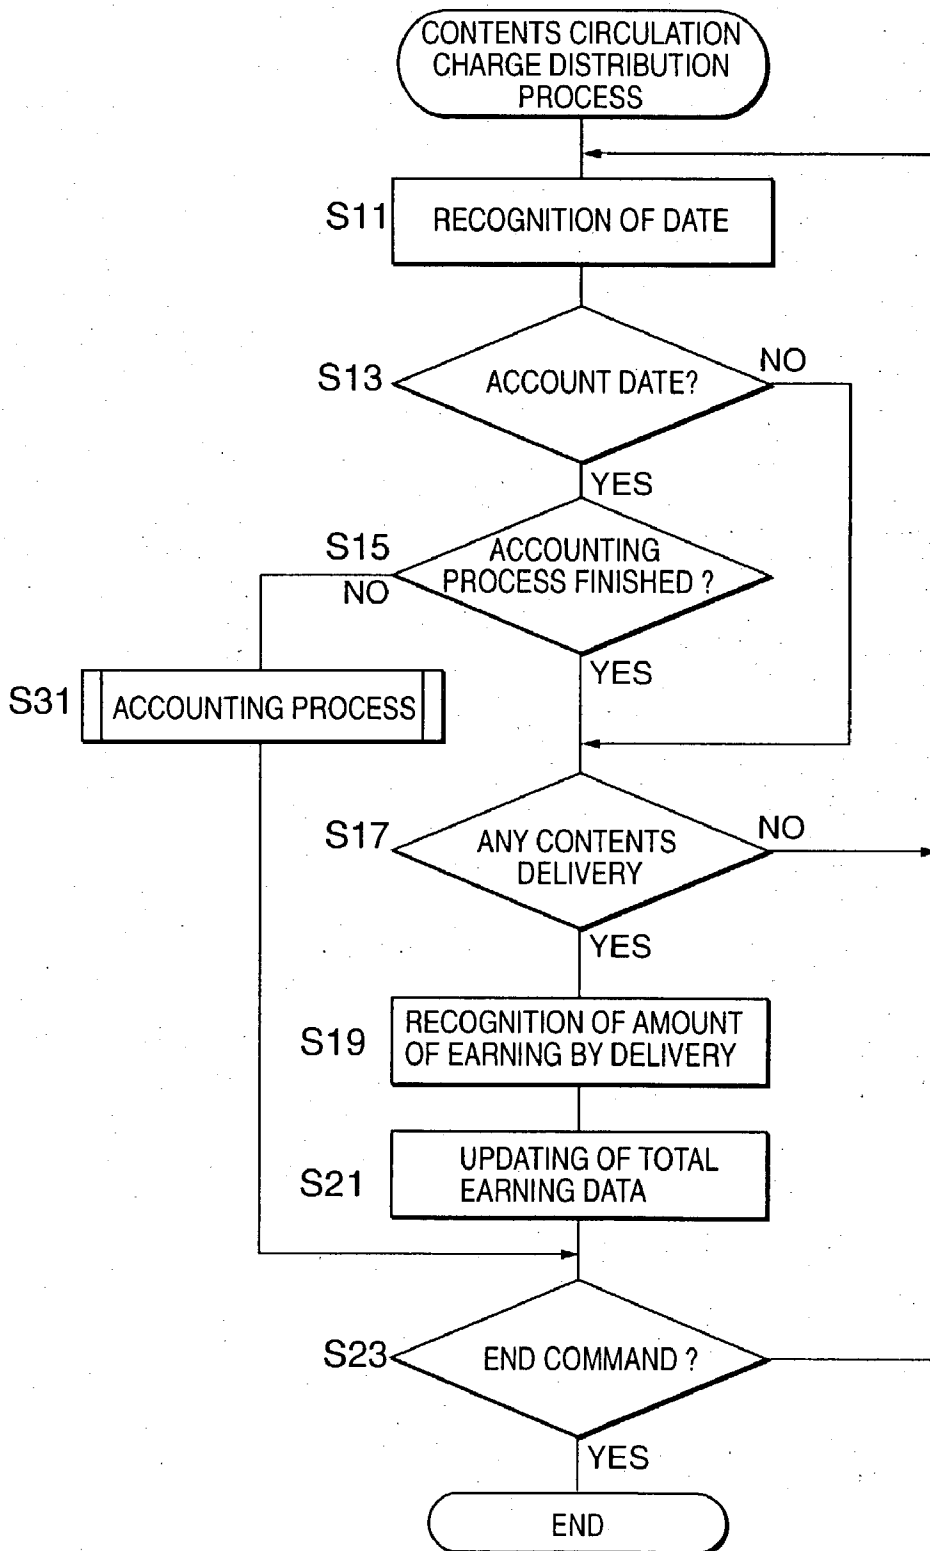 CONTENTS CIRCULATION
CHARGE DISTRIBUTION
PROCESS
S11
RECOGNITION OF DATE
S13
ACCOUNT DATE?
NO
YES
S15
ACCOUNTING
PROCESS FINISHED ?
NO
YES
S31
ACCOUNTING PROCESS
S17
ANY CONTENTS
DELIVERY
NO
YES
S19
RECOGNITION OF AMOUNT
OF EARNING BY DELIVERY
S21
UPDATING OF TOTAL
EARNING DATA
S23
END COMMAND ?
YES
END